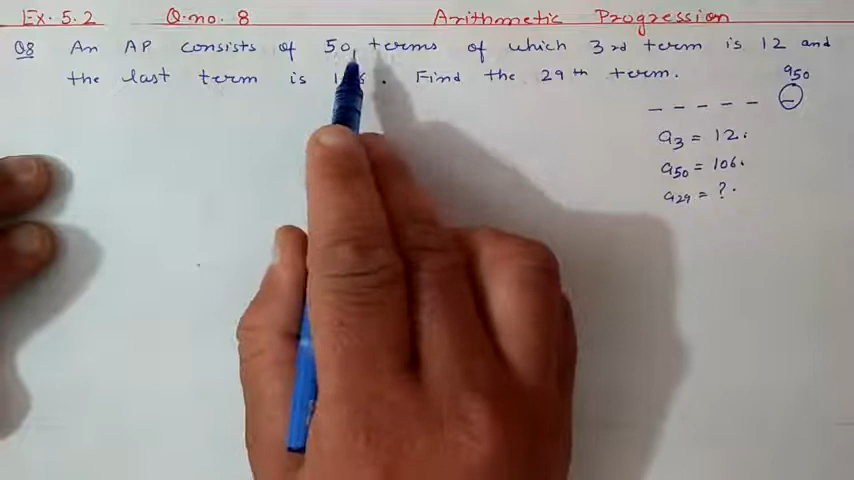 Ex. 5.2 Q.no. 8 Arithmetic Progression
Q8 An AP consists of 50 terms of which 3rd term is 12 and
the last term is . Find the 29th term.
a50
_ _ _ _ _ _
a3 = 12.
a50 = 106.
a29 = ?.